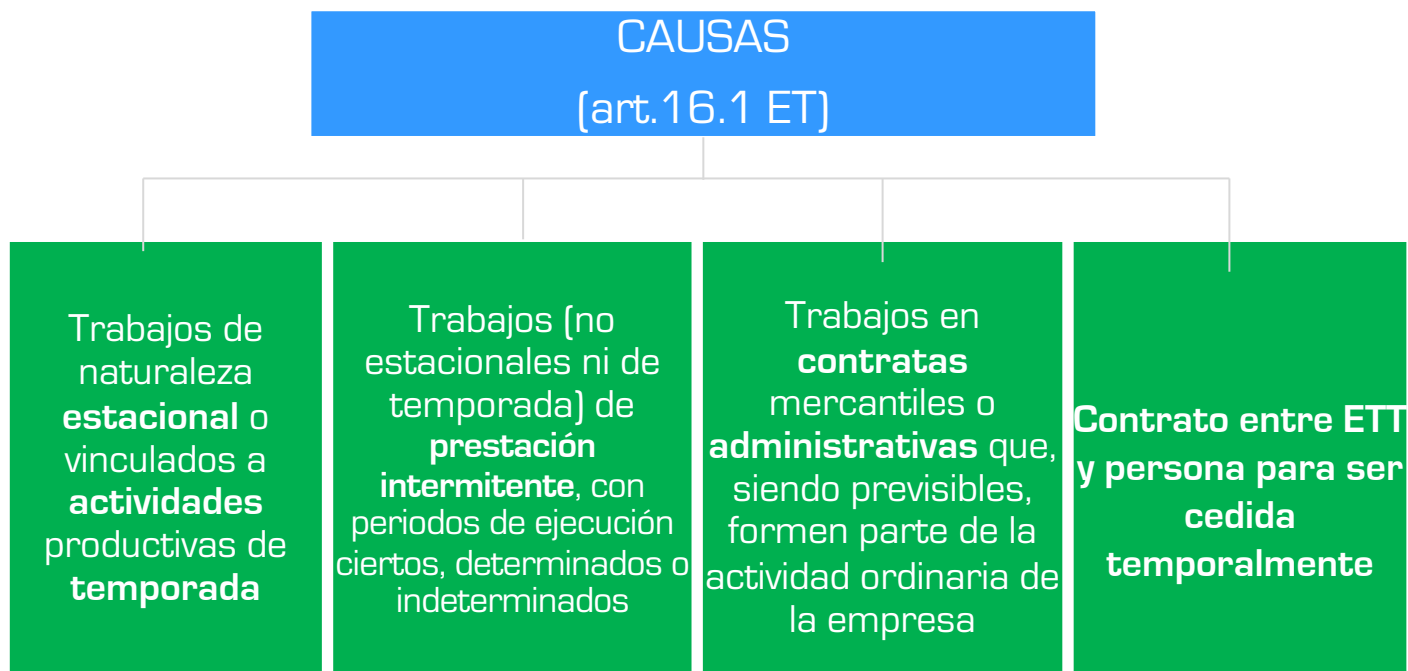 CAUSAS
(art.16.1 ET)
Trabajos de
naturaleza
estacional o
vinculados a
actividades
productivas de
temporada
Trabajos (no
estacionales ni de
temporada) de
prestación
intermitente, con
periodos de ejecución
ciertos, determinados o
indeterminados
Trabajos en
contratas
mercantiles o
administrativas que,
siendo previsibles,
formen parte de la
actividad ordinaria de
la empresa
Contrato entre ETT
y persona para ser
cedida
temporalmente